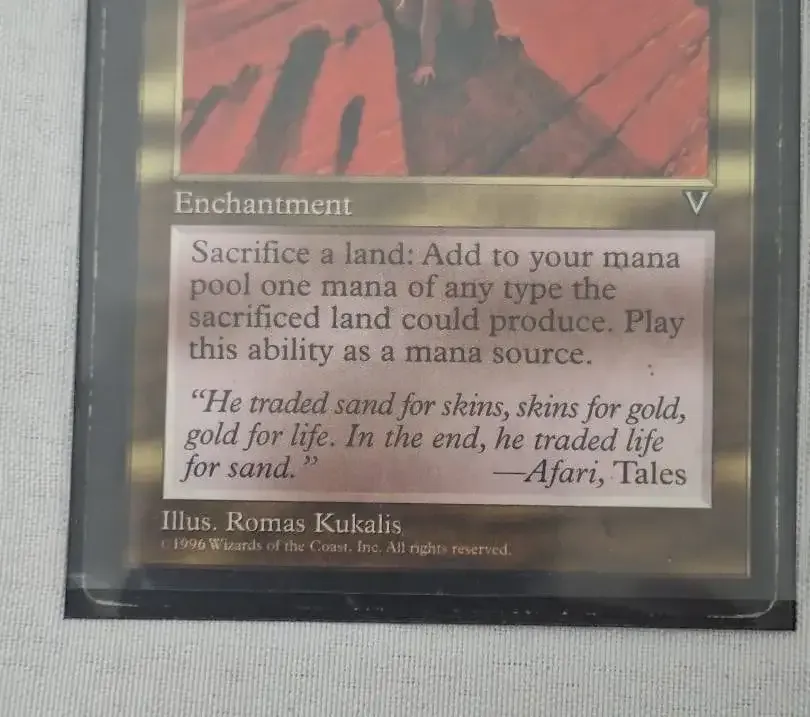 Enchantment
Sacrifice a land: Add to your mana
pool one mana of any type the
sacrificed land could produce. Play
this ability as a mana source.
“He traded sand for skins, skins for gold,
gold for life. In the end, he traded life
for sand.” —Afari, Tales
Illus. Romas Kukalis
© 1996 Wizards of the Coast, Inc. All rights reserved.